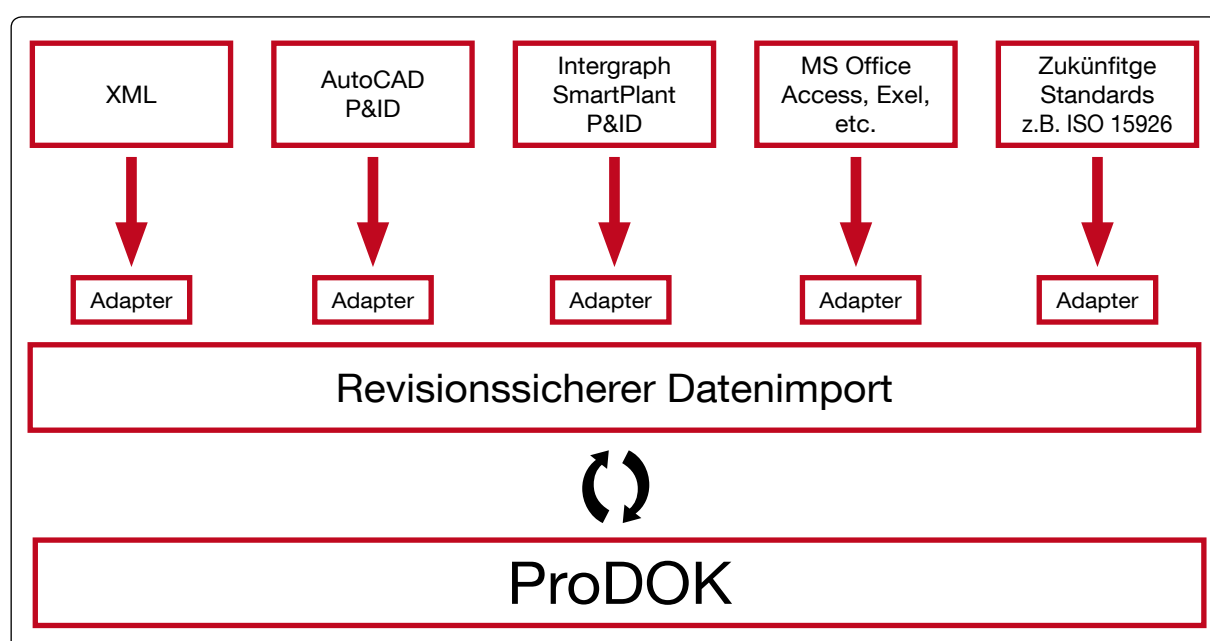 XML
AutoCAD
P&ID
Intergraph
SmartPlant
P&ID
MS Office
Access, Exel,
etc.
Zukünfitge
Standards
z.B. ISO 15926
Adapter
Adapter
Adapter
Adapter
Adapter
Revisionssicherer Datenimport
ProDOK